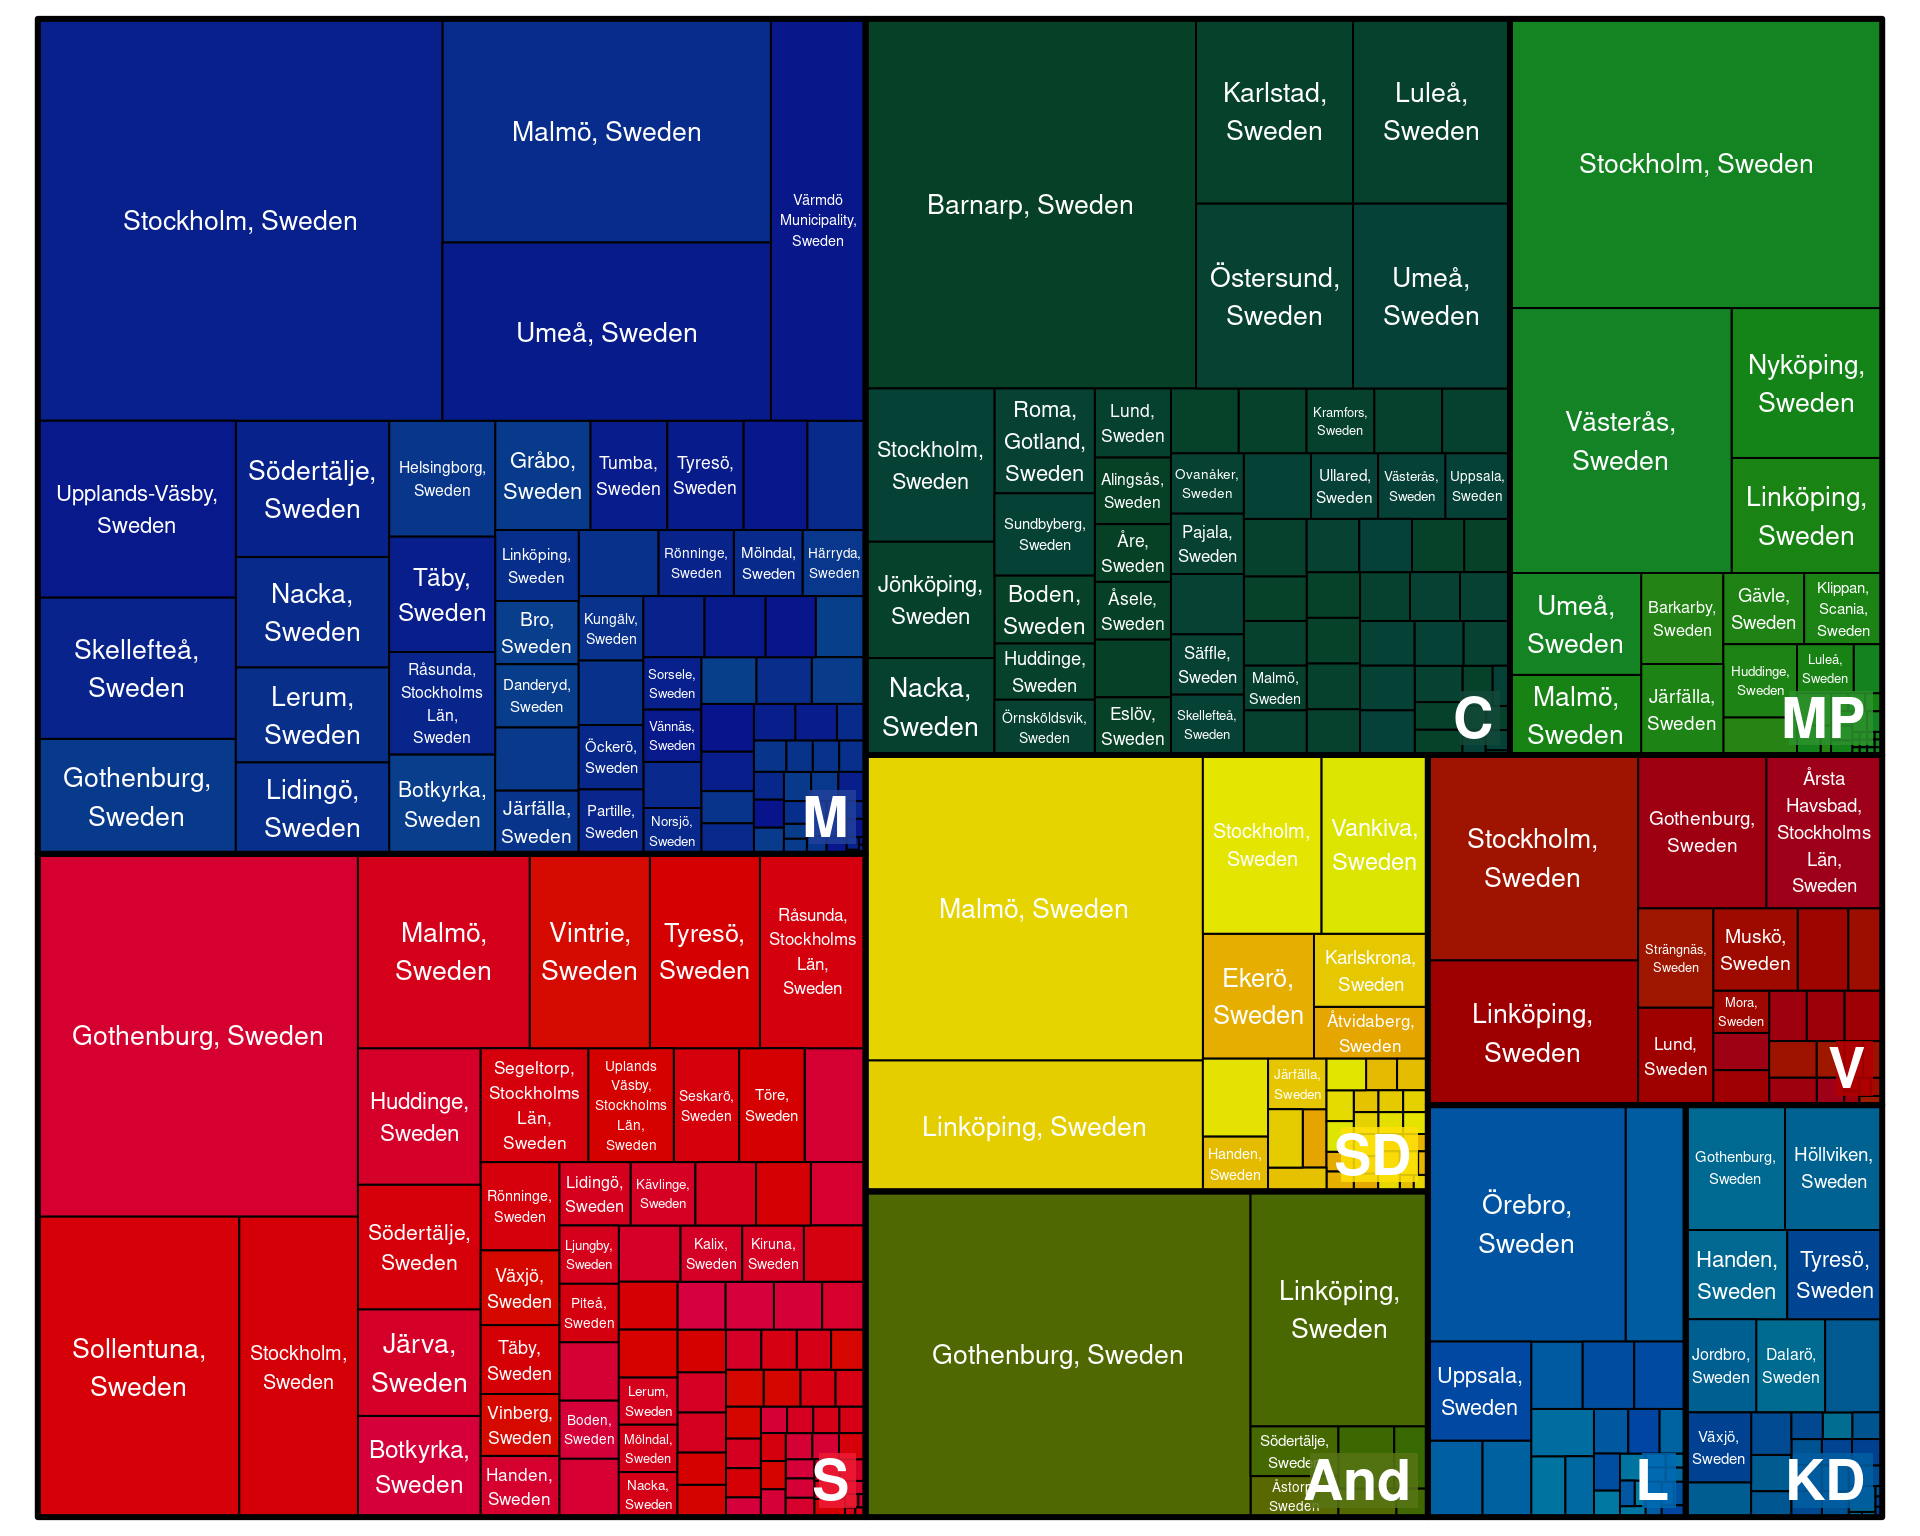 Stockholm, Sweden
Malmö, Sweden
Umeå, Sweden
Värmdö
Municipality,
Sweden
Upplands-Väsby,
Sweden
Skellefteå,
Sweden
Gothenburg,
Sweden
Södertälje,
Sweden
Nacka,
Sweden
Lerum,
Sweden
Lidingö,
Sweden
Helsingborg,
Sweden
Täby,
Sweden
Råsunda,
Stockholms
Län,
Sweden
Botkyrka,
Sweden
Gråbo,
Sweden
Tumba,
Sweden
Tyresö,
Sweden
Linköping,
Sweden
Rönninge,
Sweden
Mölndal,
Sweden
Härryda,
Sweden
Bro,
Sweden
Kungälv,
Sweden
Danderyd,
Sweden
Sorsele,
Sweden
Vännäs,
Sweden
Öckerö,
Sweden
Järfälla,
Sweden
Partille,
Sweden
Norsjö,
Sweden
M
Barnarp, Sweden
Karlstad,
Sweden
Luleå,
Sweden
Östersund,
Sweden
Umeå,
Sweden
Stockholm,
Sweden
Jönköping,
Sweden
Nacka,
Sweden
Roma,
Gotland,
Sweden
Sundbyberg,
Sweden
Boden,
Sweden
Huddinge,
Sweden
Örnsköldsvik,
Sweden
Lund,
Sweden
Alingsås,
Sweden
Åre,
Sweden
Åsele,
Sweden
Eslöv,
Sweden
Kramfors,
Sweden
Ovanåker,
Sweden
Ullared,
Sweden
Västerås,
Sweden
Uppsala,
Sweden
Pajala,
Sweden
Säffle,
Sweden
Skellefteå,
Sweden
Malmö,
Sweden
C
Stockholm, Sweden
Västerås,
Sweden
Nyköping,
Sweden
Linköping,
Sweden
Umeå,
Sweden
Malmö,
Sweden
Barkarby,
Sweden
Järfälla,
Sweden
Gävle,
Sweden
Klippan,
Scania,
Sweden
Huddinge,
Sweden
Luleå,
Sweden
MP
Gothenburg, Sweden
Sollentuna,
Sweden
Stockholm,
Sweden
Malmö,
Sweden
Vintrie,
Sweden
Tyresö,
Sweden
Råsunda,
Stockholms
Län,
Sweden
Huddinge,
Sweden
Södertälje,
Sweden
Järva,
Sweden
Botkyrka,
Sweden
Segeltorp,
Stockholms
Län,
Sweden
Uplands
Väsby,
Stockholms
Län,
Sweden
Seskarö,
Sweden
Töre,
Sweden
Rönninge,
Sweden
Växjö,
Sweden
Täby,
Sweden
Vinberg,
Sweden
Handen,
Sweden
Lidingö,
Sweden
Kävlinge,
Sweden
Ljungby,
Sweden
Kalix,
Sweden
Kiruna,
Sweden
Piteå,
Sweden
Boden,
Sweden
Lerum,
Sweden
Mölndal,
Sweden
Nacka,
Sweden
S
Malmö, Sweden
Linköping, Sweden
Stockholm,
Sweden
Vankiva,
Sweden
Ekerö,
Sweden
Karlskrona,
Sweden
Åtvidaberg,
Sweden
Järfälla,
Sweden
Handen,
Sweden
SD
Gothenburg, Sweden
Linköping,
Sweden
Södertälje,
Sweden
Åstorp,
Sweden
And
Stockholm,
Sweden
Linköping,
Sweden
Gothenburg,
Sweden
Årsta
Havsbad,
Stockholms
Län,
Sweden
Strängnäs,
Sweden
Muskö,
Sweden
Lund,
Sweden
Mora,
Sweden
V
Örebro,
Sweden
Uppsala,
Sweden
L
Gothenburg,
Sweden
Höllviken,
Sweden
Handen,
Sweden
Tyresö,
Sweden
Jordbro,
Sweden
Dalarö,
Sweden
Växjö,
Sweden
KD